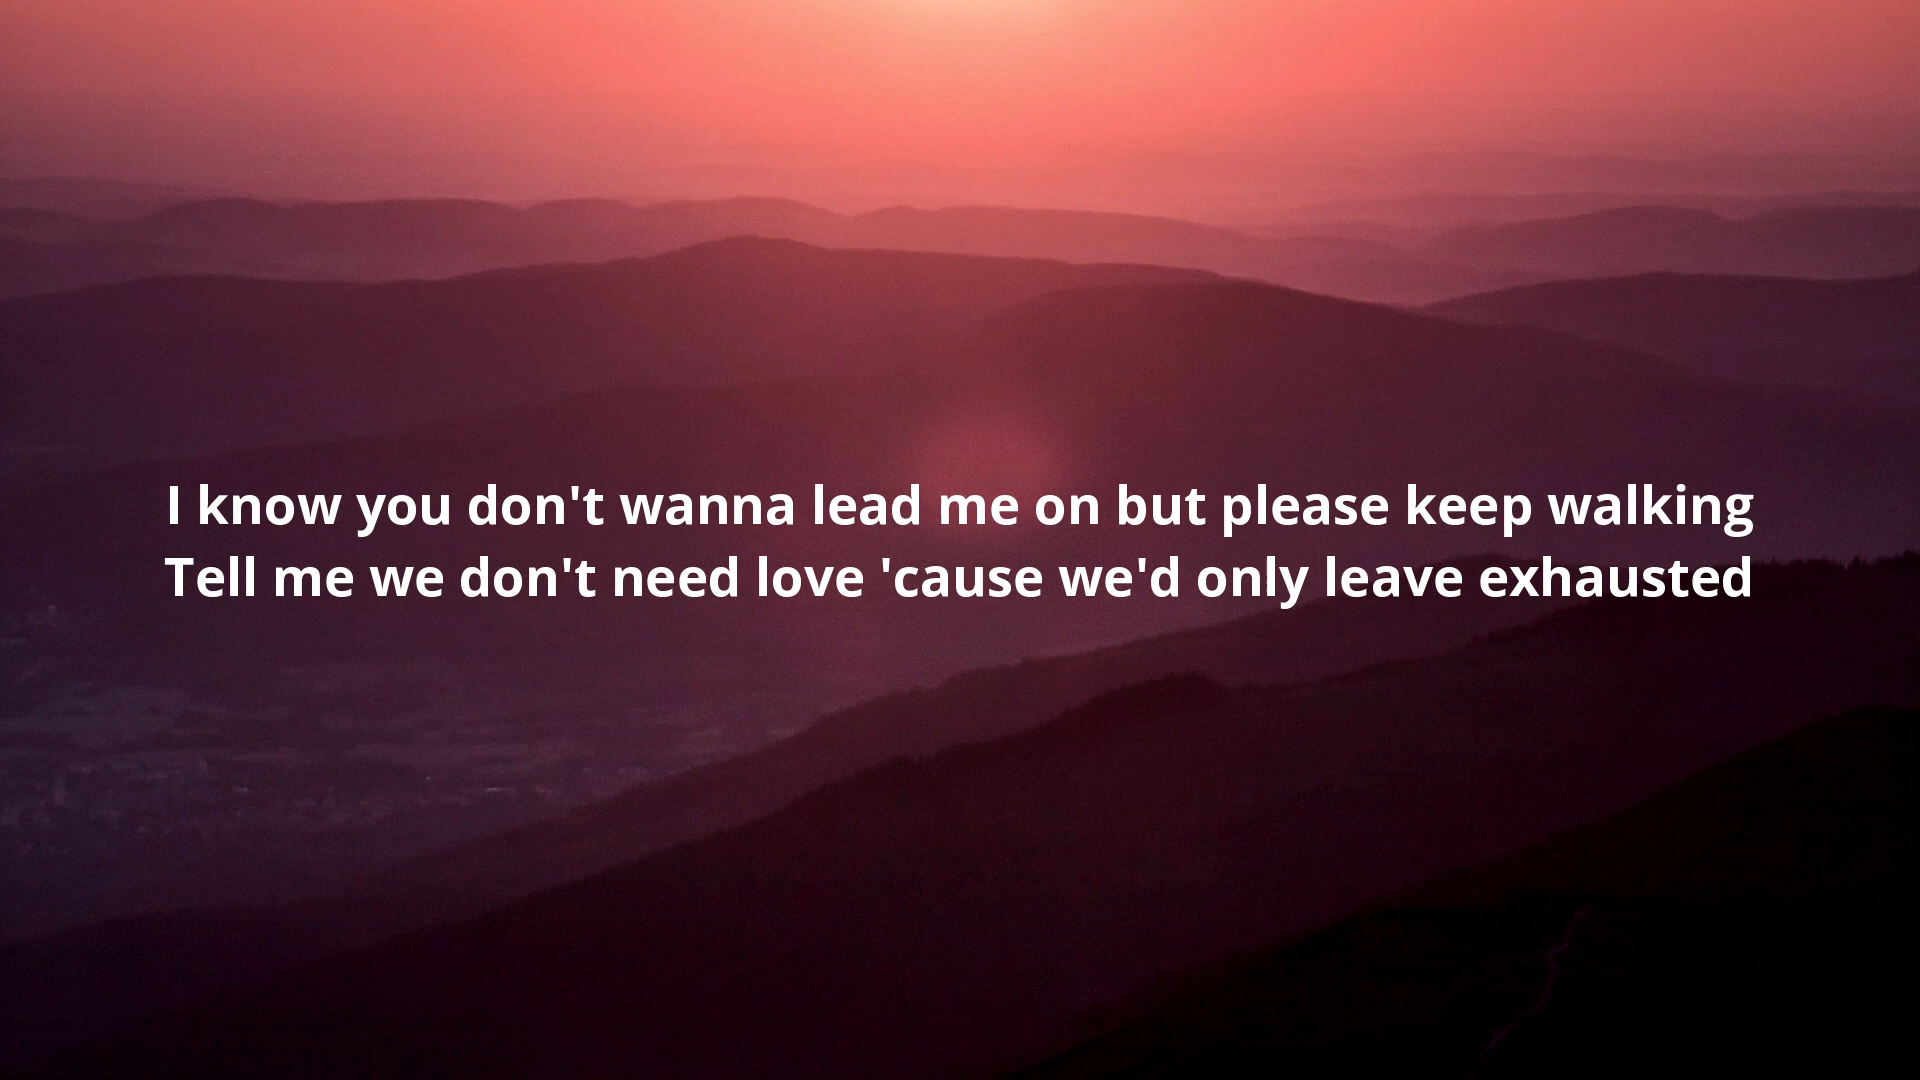 I know you don't wanna lead me on but please keep walking
Tell me we don't need love 'cause we'd only leave exhausted